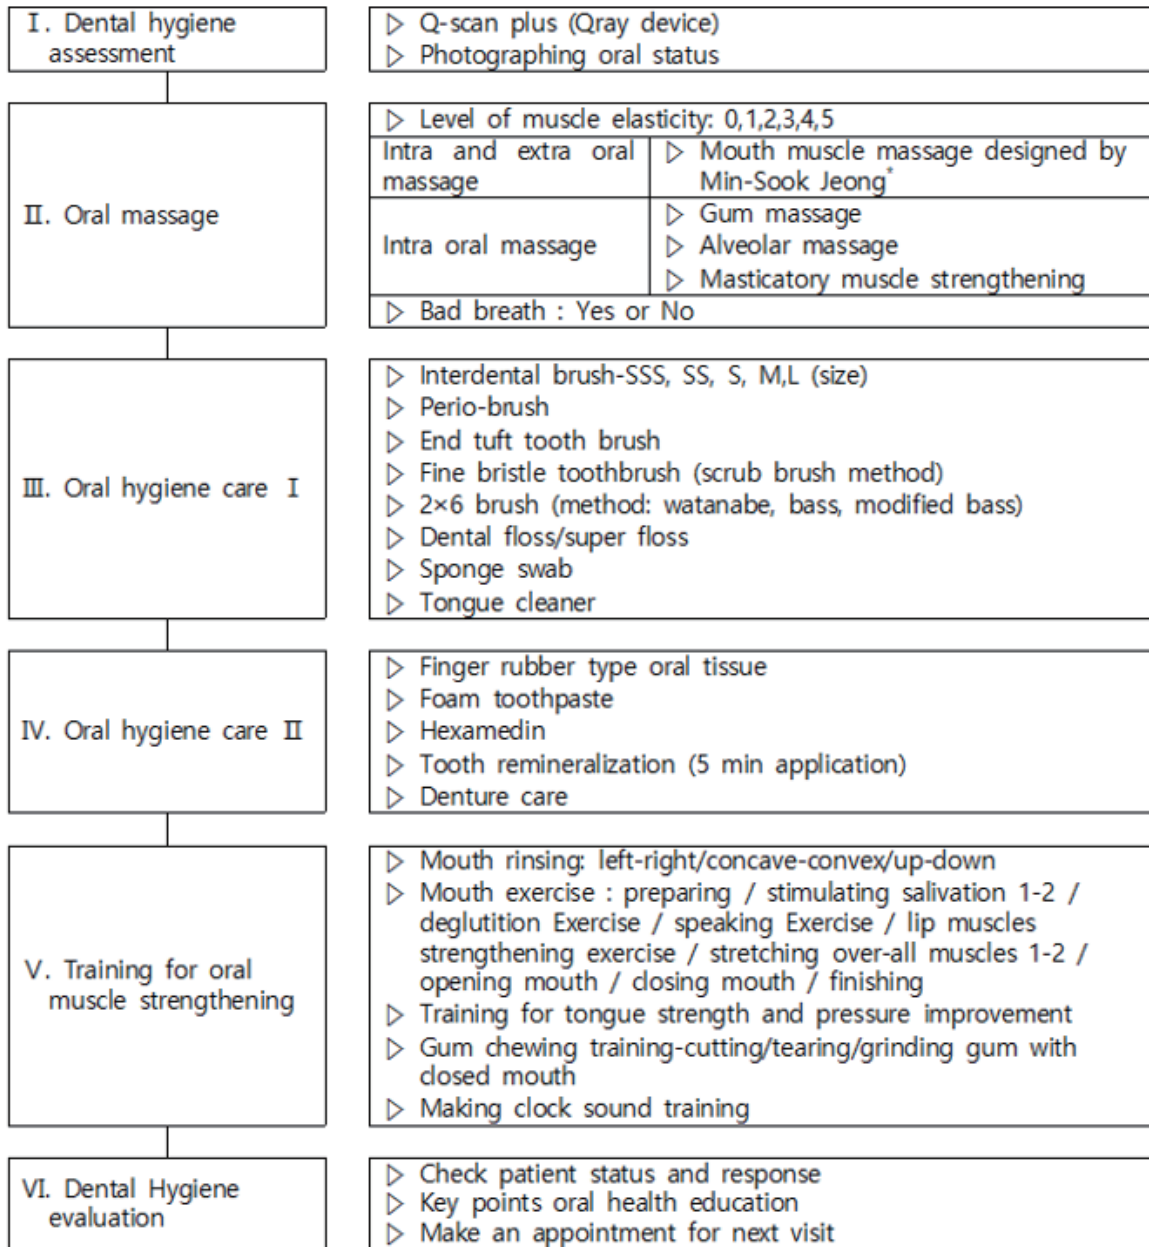 Ⅰ. Dental hygiene
assessment
▷ Q-scan plus (Qray device)
▷ Photographing oral status
Ⅱ. Oral massage
▷ Level of muscle elasticity: 0,1,2,3,4,5
Intra and extra oral
massage
▷ Mouth muscle massage designed by
Min-Sook Jeong*
Intra oral massage
▷ Gum massage
▷ Alveolar massage
▷ Masticatory muscle strengthening
▷ Bad breath : Yes or No
Ⅲ. Oral hygiene care Ⅰ
▷ Interdental brush-SSS, SS, S, M,L (size)
▷ Perio-brush
▷ End tuft tooth brush
▷ Fine bristle toothbrush (scrub brush method)
▷ 2×6 brush (method: watanabe, bass, modified bass)
▷ Dental floss/super floss
▷ Sponge swab
▷ Tongue cleaner
Ⅳ. Oral hygiene care Ⅱ
▷ Finger rubber type oral tissue
▷ Foam toothpaste
▷ Hexamedin
▷ Tooth remineralization (5 min application)
▷ Denture care
Ⅴ. Training for oral
muscle strengthening
▷ Mouth rinsing: left-right/concave-convex/up-down
▷ Mouth exercise : preparing / stimulating salivation 1-2 /
deglutition Exercise / speaking Exercise / lip muscles
strengthening exercise / stretching over-all muscles 1-2 /
opening mouth / closing mouth / finishing
▷ Training for tongue strength and pressure improvement
▷ Gum chewing training-cutting/tearing/grinding gum with
closed mouth
▷ Making clock sound training
Ⅵ. Dental Hygiene
evaluation
▷ Check patient status and response
▷ Key points oral health education
▷ Make an appointment for next visit